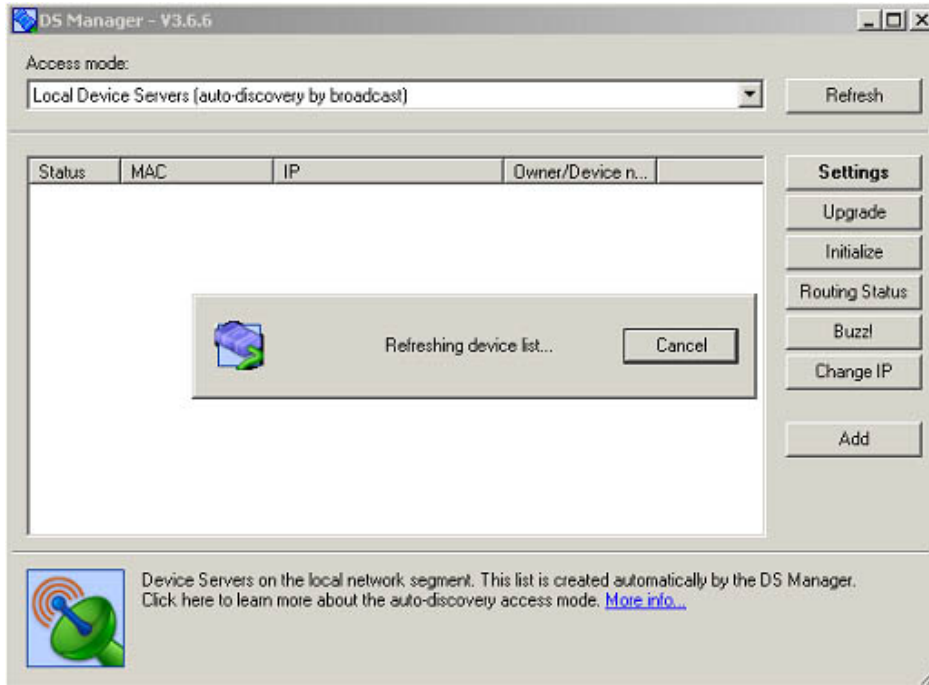 DS Manager - V3.6.6
Access mode:
Local Device Servers (auto-discovery by broadcast)
Refresh
Status MAC IP Owner/Device n...
Settings
Upgrade
Initialize
Routing Status
Refreshing device list... Cancel
Buzz!
Change IP
Add
Device Servers on the local network segment. This list is created automatically by the DS Manager.
Click here to learn more about the auto-discovery access mode. More info...